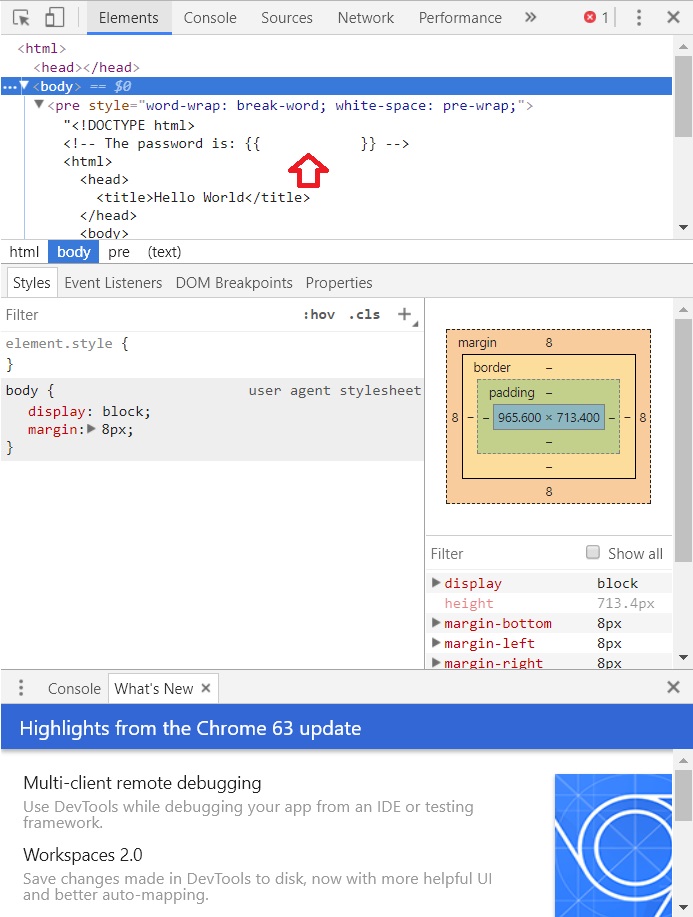 Elements Console Sources Network Performance » 1
<html>
<head></head>
…▼<body> == $0
▼<pre style="word-wrap: break-word; white-space: pre-wrap;">
"<!DOCTYPE html>
<!-- The password is: {{ }} -->
<html>
<head>
<title>Hello World</title>
</head>
<body>
html body pre (text)
Styles Event Listeners DOM Breakpoints Properties
Filter :hov .cls +
element.style {
}
body { user agent stylesheet
display: block;
margin:▶ 8px;
}
margin 8
border –
padding –
8 – – 965.600 × 713.400 – – 8
–
–
8
Filter Show all
▶ display block
height 713.4px
▶ margin-bottom 8px
▶ margin-left 8px
▶ margin-right 8px
Console What's New ×
Highlights from the Chrome 63 update
Multi-client remote debugging
Use DevTools while debugging your app from an IDE or testing
framework.
Workspaces 2.0
Save changes made in DevTools to disk, now with more helpful UI
and better auto-mapping.